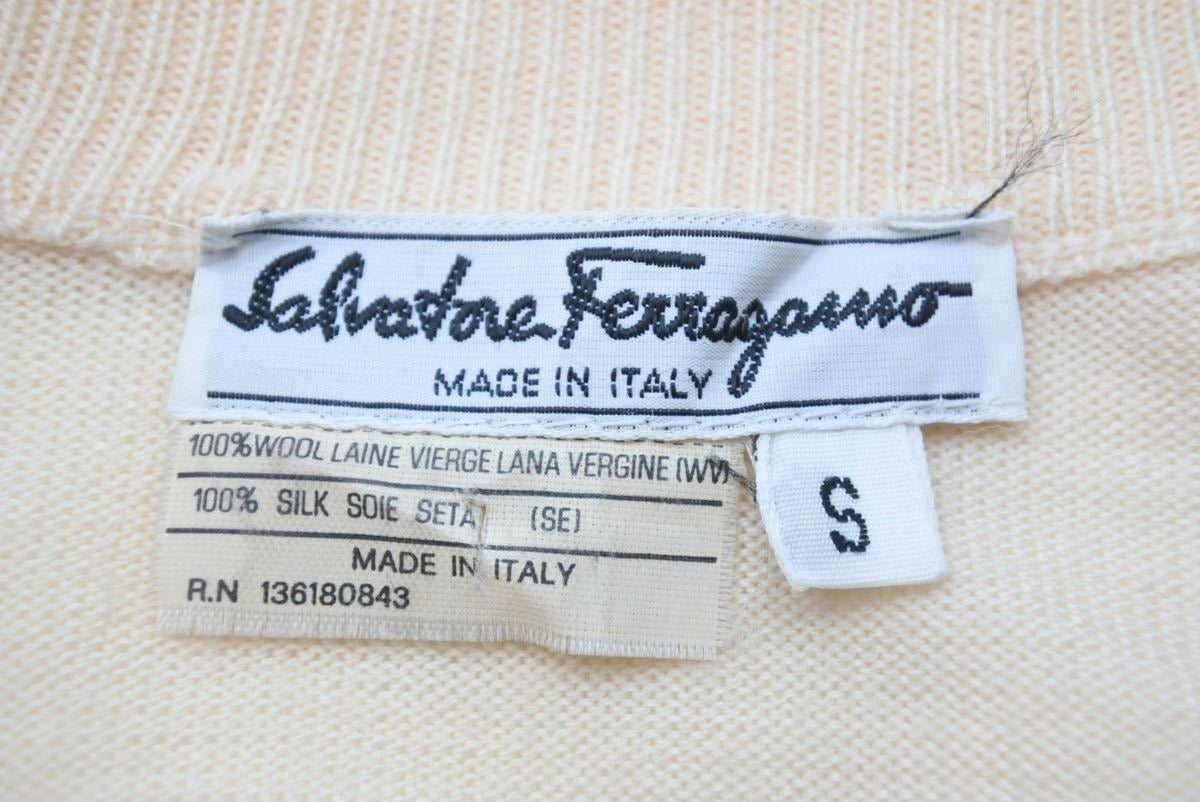 Salvatore Ferragamo
MADE IN ITALY
100% WOOL LAINE VIERGE LANA VERGINE (WV)
100% SILK SOIE SETA (SE)
MADE IN ITALY
R.N 136180843
S